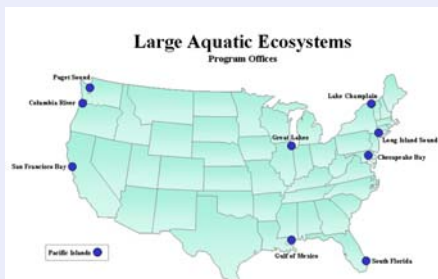 Large Aquatic Ecosystems
Program Offices
Puget Sound
Lake Champlain
Columbia River
Great Lakes
Long Island Sound
Chesapeake Bay
San Francisco Bay
Pacific Islands
Gulf of Mexico
South Florida